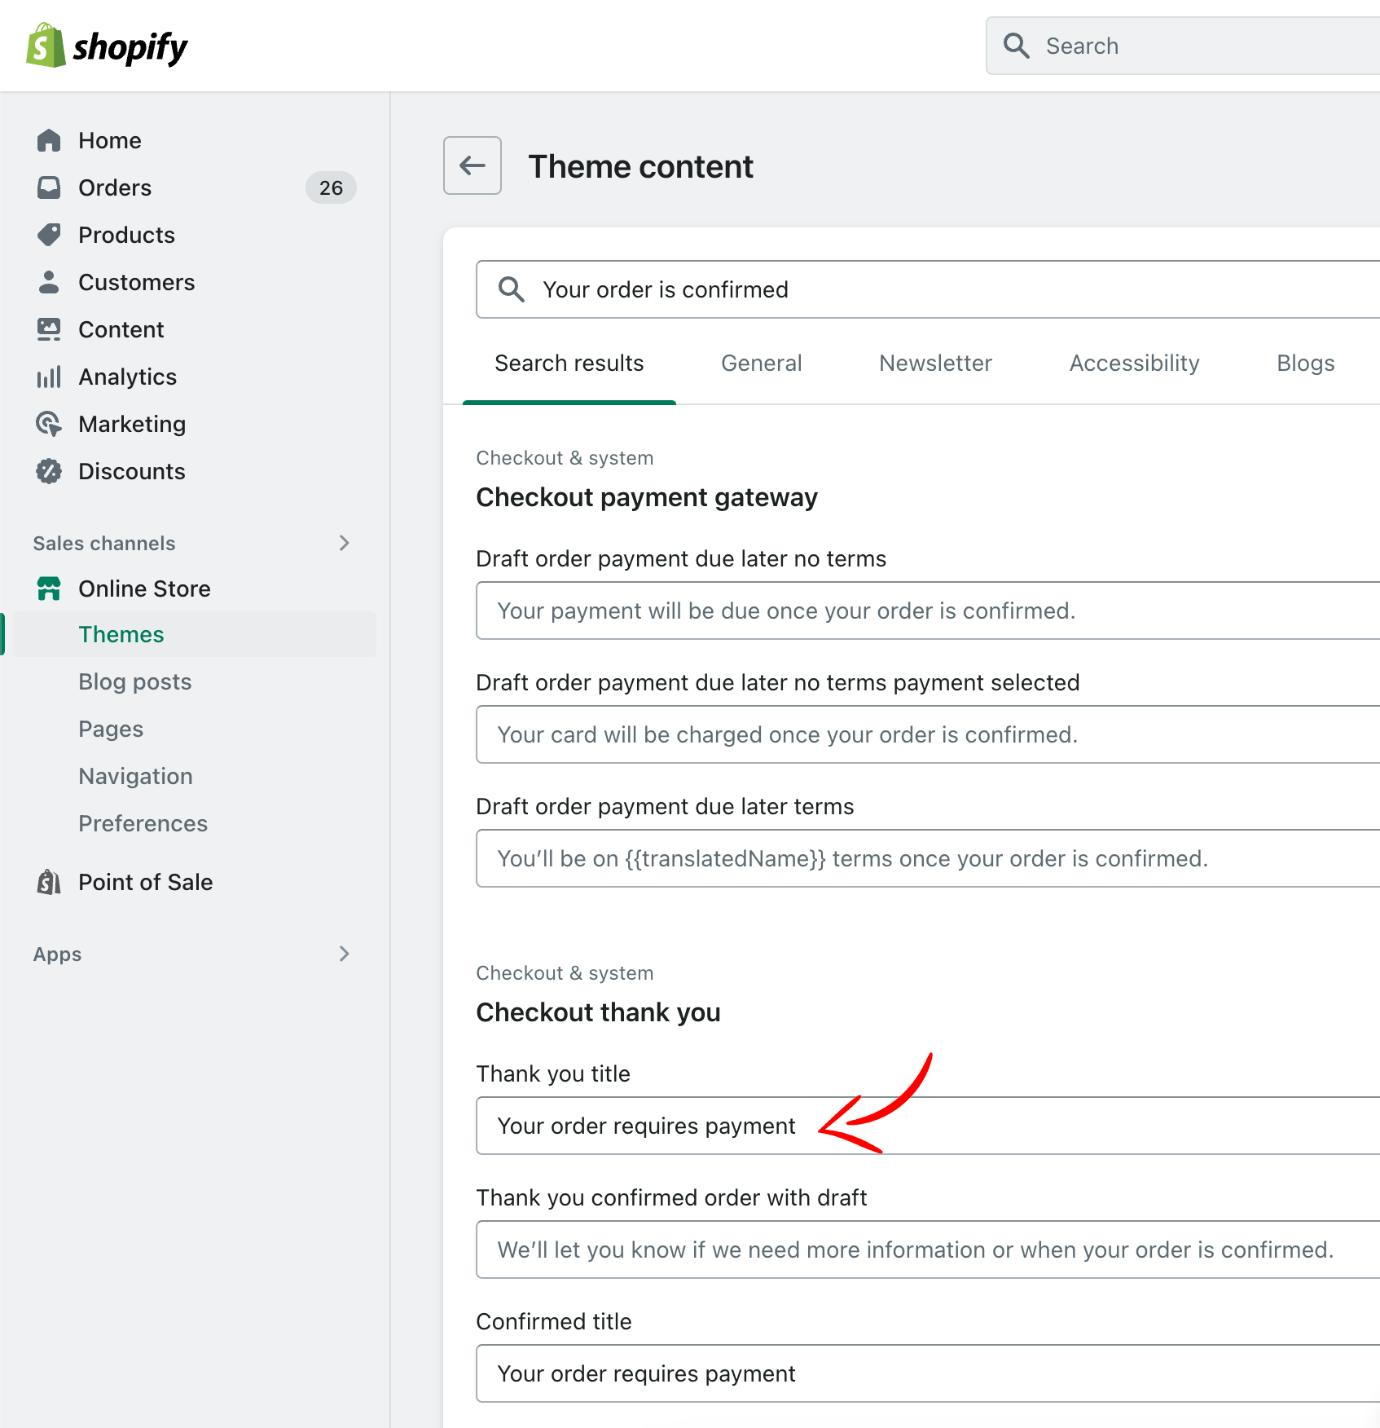 shopify
Search
Home
Orders 26
Products
Customers
Content
Analytics
Marketing
Discounts
Sales channels
Online Store
Themes
Blog posts
Pages
Navigation
Preferences
Point of Sale
Apps
Theme content
Your order is confirmed
Search results General Newsletter Accessibility Blogs
Checkout & system
Checkout payment gateway
Draft order payment due later no terms
Your payment will be due once your order is confirmed.
Draft order payment due later no terms payment selected
Your card will be charged once your order is confirmed.
Draft order payment due later terms
You’ll be on {{translatedName}} terms once your order is confirmed.
Checkout & system
Checkout thank you
Thank you title
Your order requires payment
Thank you confirmed order with draft
We’ll let you know if we need more information or when your order is confirmed.
Confirmed title
Your order requires payment